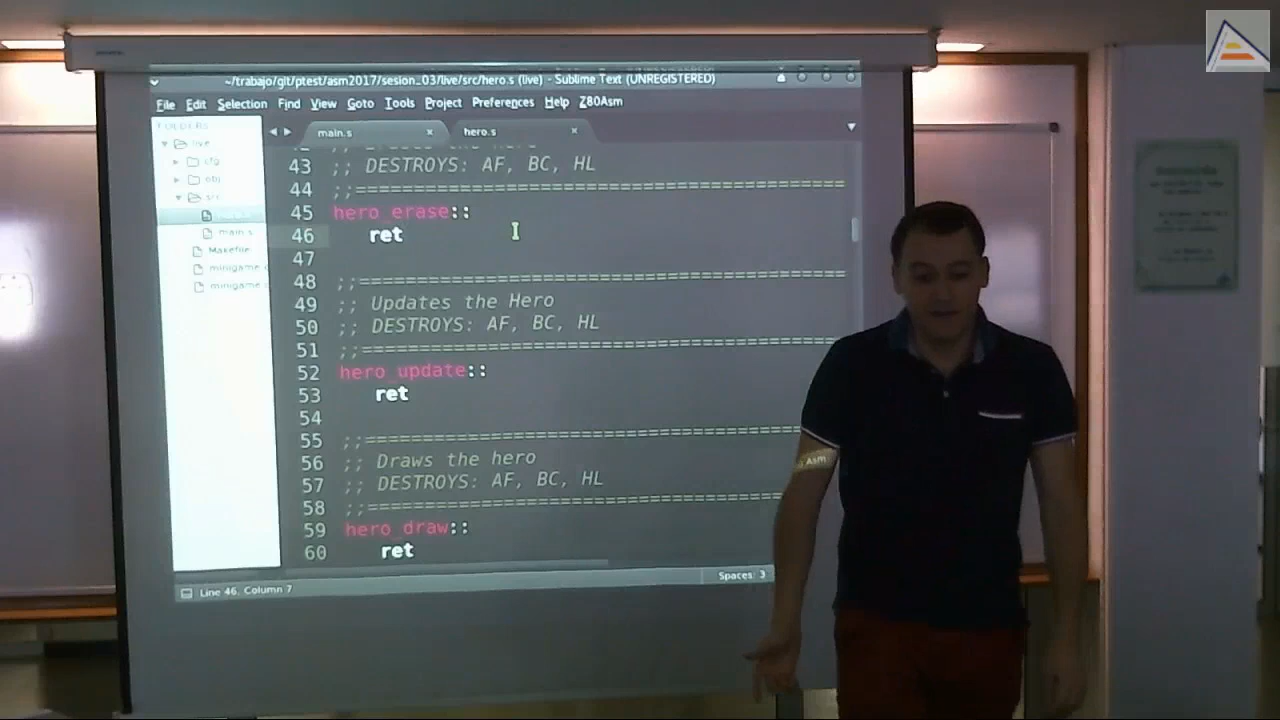 ~/trabajo/git/ptest/asm2017/sesion_03/live/src/hero.s (live) - Sublime Text (UNREGISTERED)
File Edit Selection Find View Goto Tools Project Preferences Help Z80Asm
FOLDERS
main.s × hero.s ×
live
cfg
obj
src
main.s
Makefile
minigame.c
minigame.c
43 ;; DESTROYS: AF, BC, HL
44 ;;==============================================
45 hero_erase::
46 ret
47
48 ;;==============================================
49 ;; Updates the Hero
50 ;; DESTROYS: AF, BC, HL
51 ;;==============================================
52 hero_update::
53 ret
54
55 ;;==============================================
56 ;; Draws the hero
57 ;; DESTROYS: AF, BC, HL
58 ;;==============================================
59 hero_draw::
60 ret
Line 46, Column 7
Spaces: 3
Asm